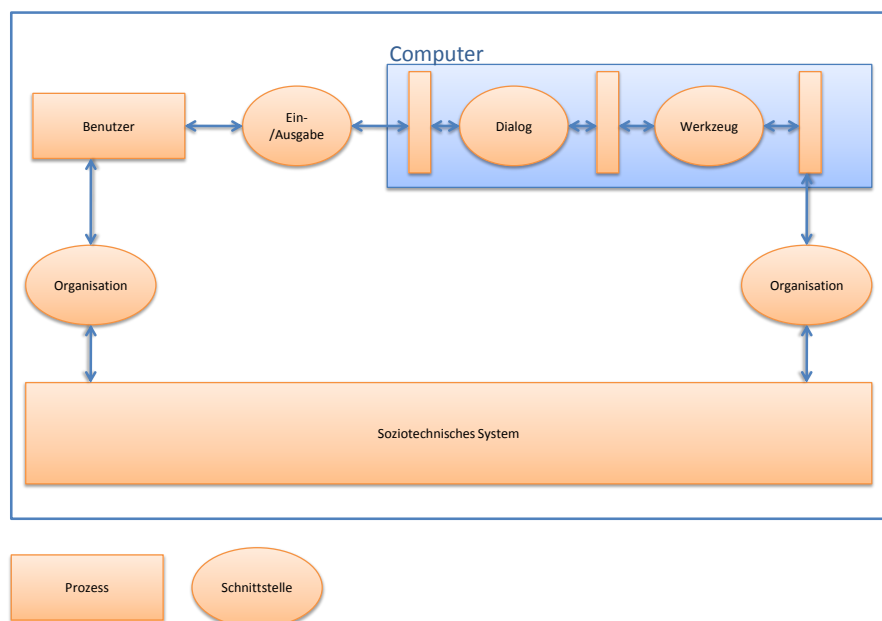 Computer
Benutzer
Ein-
/Ausgabe
Dialog
Werkzeug
Organisation
Organisation
Soziotechnisches System
Prozess
Schnittstelle